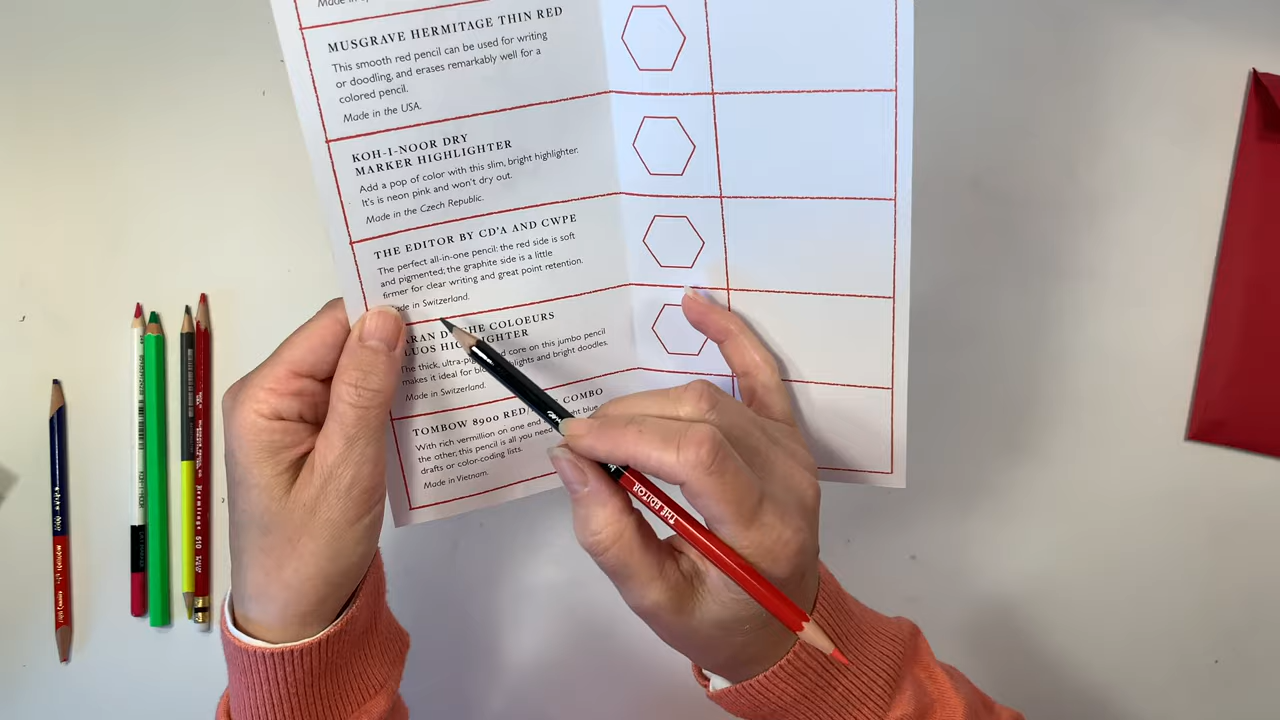 Made in
MUSGRAVE HERMITAGE THIN RED
This smooth red pencil can be used for writing
or doodling, and erases remarkably well for a
colored pencil.
Made in the USA.
KOH-I-NOOR DRY
MARKER HIGHLIGHTER
Add a pop of color with this slim, bright highlighter.
It's is neon pink and won't dry out.
Made in the Czech Republic.
THE EDITOR BY CD'A AND CWPE
The perfect all-in-one pencil; the red side is soft
and pigmented; the graphite side is a little
firmer for clear writing and great point retention.
Made in Switzerland.
COLOEURS
The thick, core on this jumbo pencil
makes it ideal for and bright doodles.
Made in Switzerland.
TOMBOW 8900 COMBO
With rich vermillion on one end blue
the other, this pencil is all you need
drafts or color-coding lists.
Made in Vietnam.
THE EDITOR
Hermitage 510